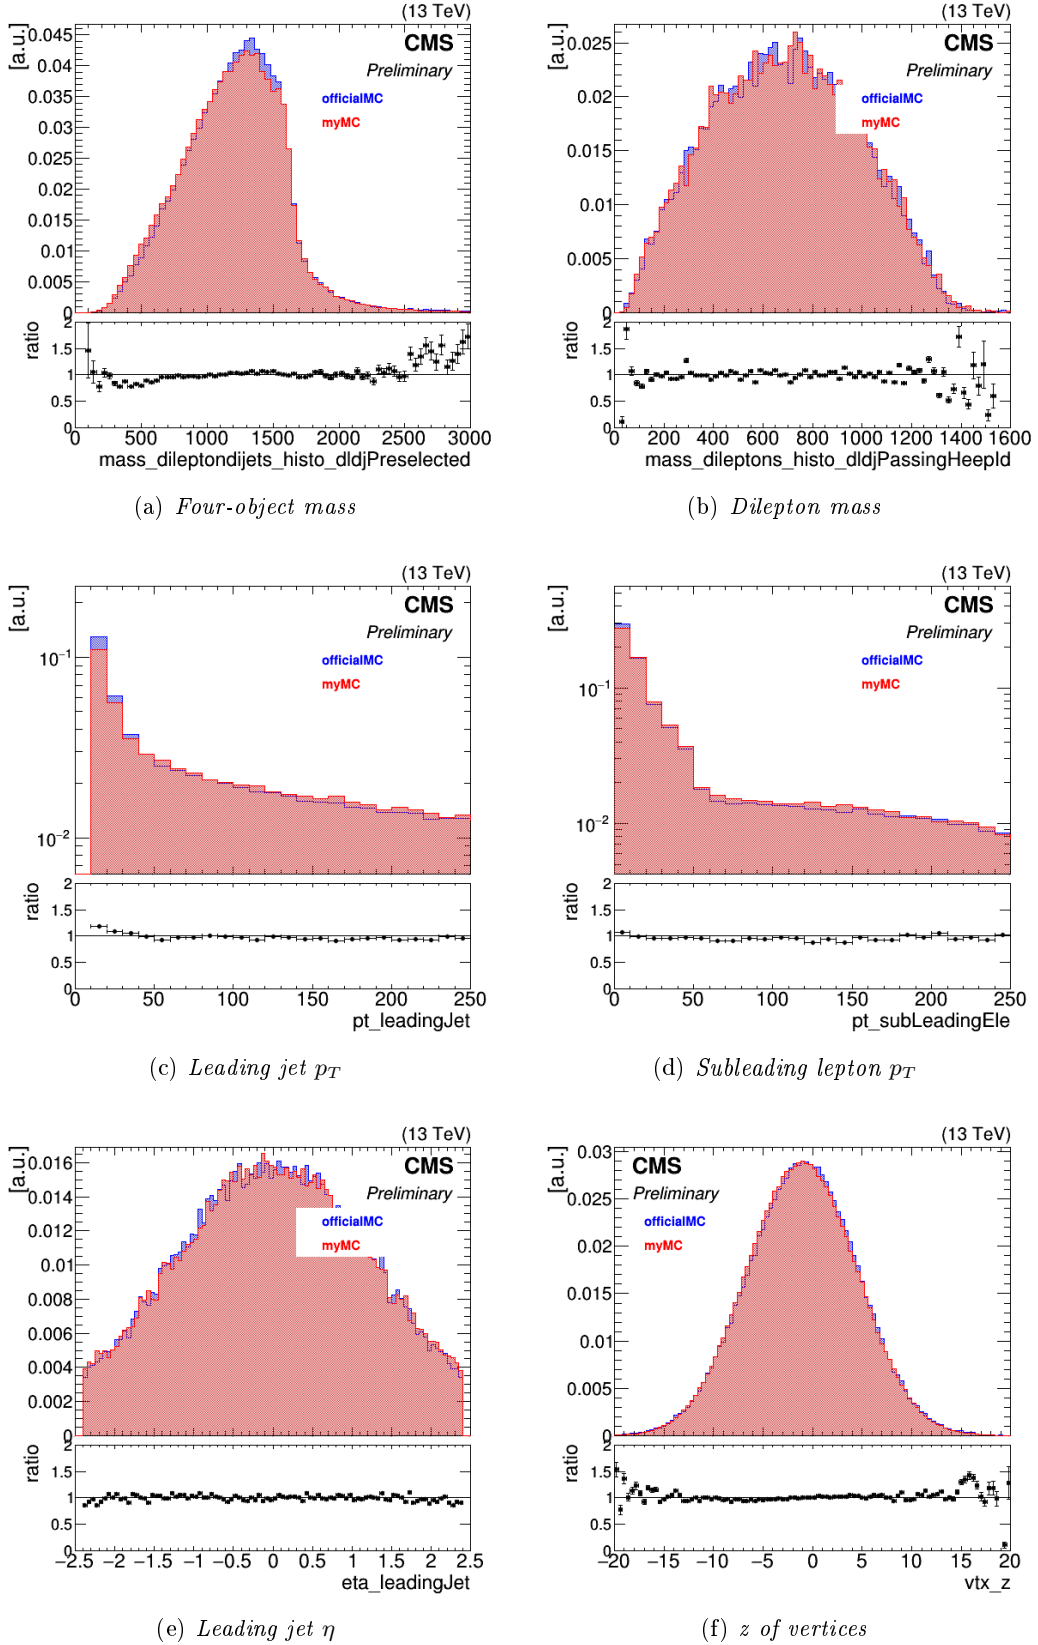 (13 TeV)
[a.u.]
CMS
Preliminary
officialMC
myMC
0.045
0.04
0.035
0.03
0.025
0.02
0.015
0.01
0.005
0
ratio
2
1.5
1
0.5
0
0 500 1000 1500 2000 2500 3000
mass_dileptondijets_histo_dldjPreselected
(a) Four-object mass
(13 TeV)
[a.u.]
CMS
Preliminary
officialMC
myMC
0.025
0.02
0.015
0.01
0.005
0
ratio
2
1.5
1
0.5
0
0 200 400 600 800 1000 1200 1400 1600
mass_dileptons_histo_dldjPassingHeepId
(b) Dilepton mass
(13 TeV)
[a.u.]
CMS
Preliminary
officialMC
myMC
10⁻¹
10⁻²
ratio
2
1.5
1
0.5
0
0 50 100 150 200 250
pt_leadingJet
(c) Leading jet p_T
(13 TeV)
[a.u.]
CMS
Preliminary
officialMC
myMC
10⁻¹
10⁻²
ratio
2
1.5
1
0.5
0
0 50 100 150 200 250
pt_subLeadingEle
(d) Subleading lepton p_T
(13 TeV)
[a.u.]
CMS
Preliminary
officialMC
myMC
0.016
0.014
0.012
0.01
0.008
0.006
0.004
0.002
0
ratio
2
1.5
1
0.5
0
−2.5 −2 −1.5 −1 −0.5 0 0.5 1 1.5 2 2.5
eta_leadingJet
(e) Leading jet η
(13 TeV)
[a.u.]
CMS
Preliminary
officialMC
myMC
0.03
0.025
0.02
0.015
0.01
0.005
0
ratio
2
1.5
1
0.5
0
−20 −15 −10 −5 0 5 10 15 20
vtx_z
(f) z of vertices